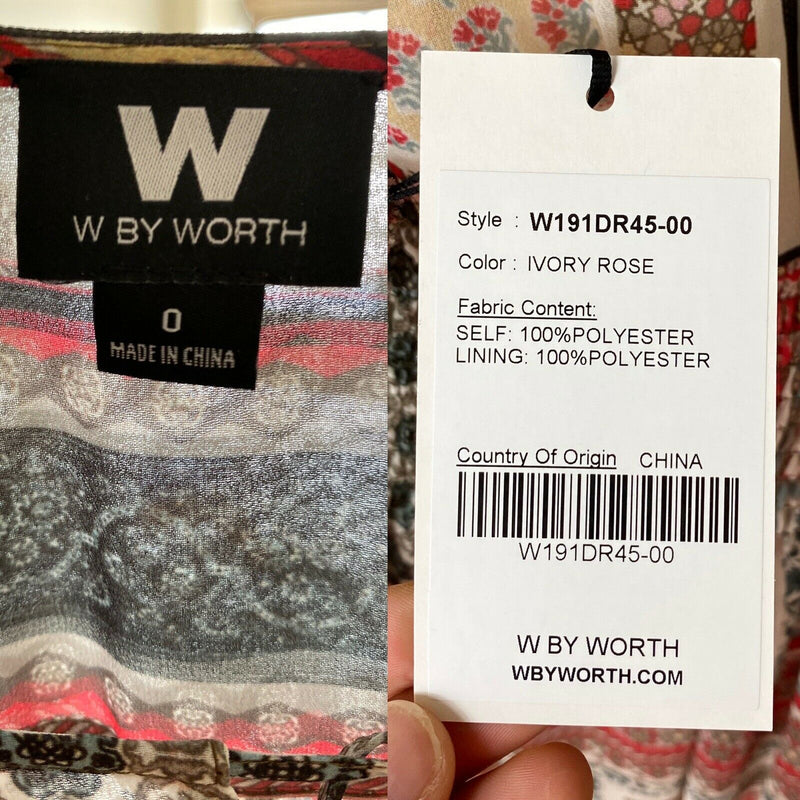 W
W BY WORTH
0
MADE IN CHINA
Style : W191DR45-00
Color : IVORY ROSE
Fabric Content:
SELF: 100%POLYESTER
LINING: 100%POLYESTER
Country Of Origin CHINA
W191DR45-00
W BY WORTH
WBYWORTH.COM